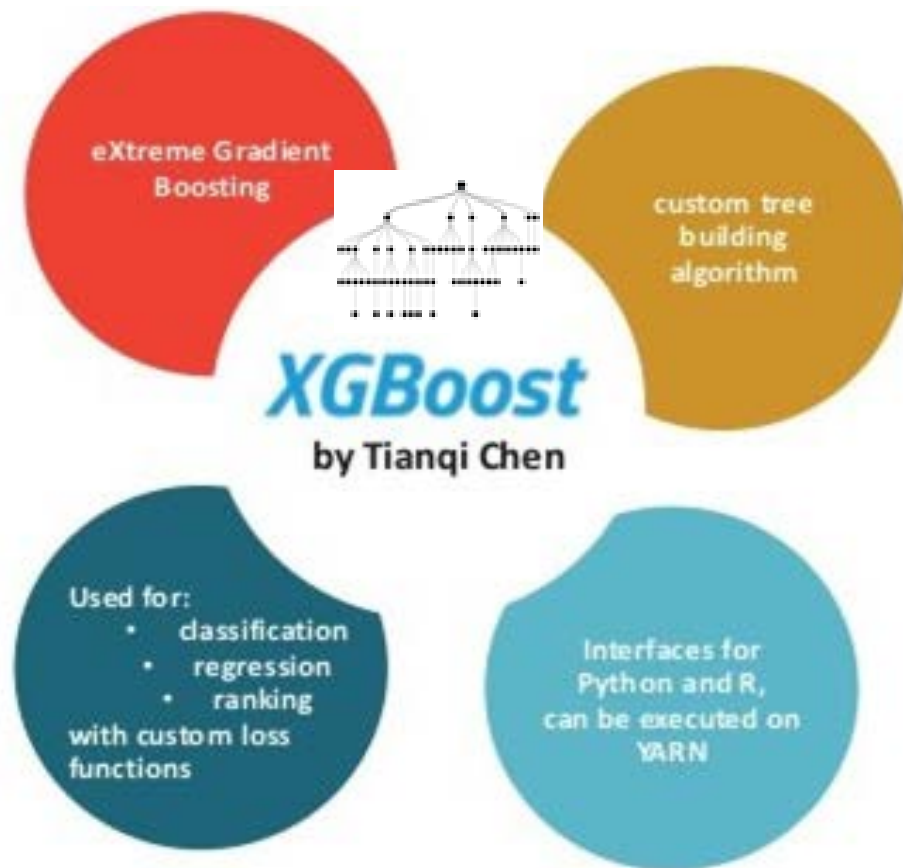 eXtreme Gradient
Boosting
custom tree
building
algorithm
XGBoost
by Tianqi Chen
Used for:
• classification
• regression
• ranking
with custom loss
functions
Interfaces for
Python and R,
can be executed on
YARN